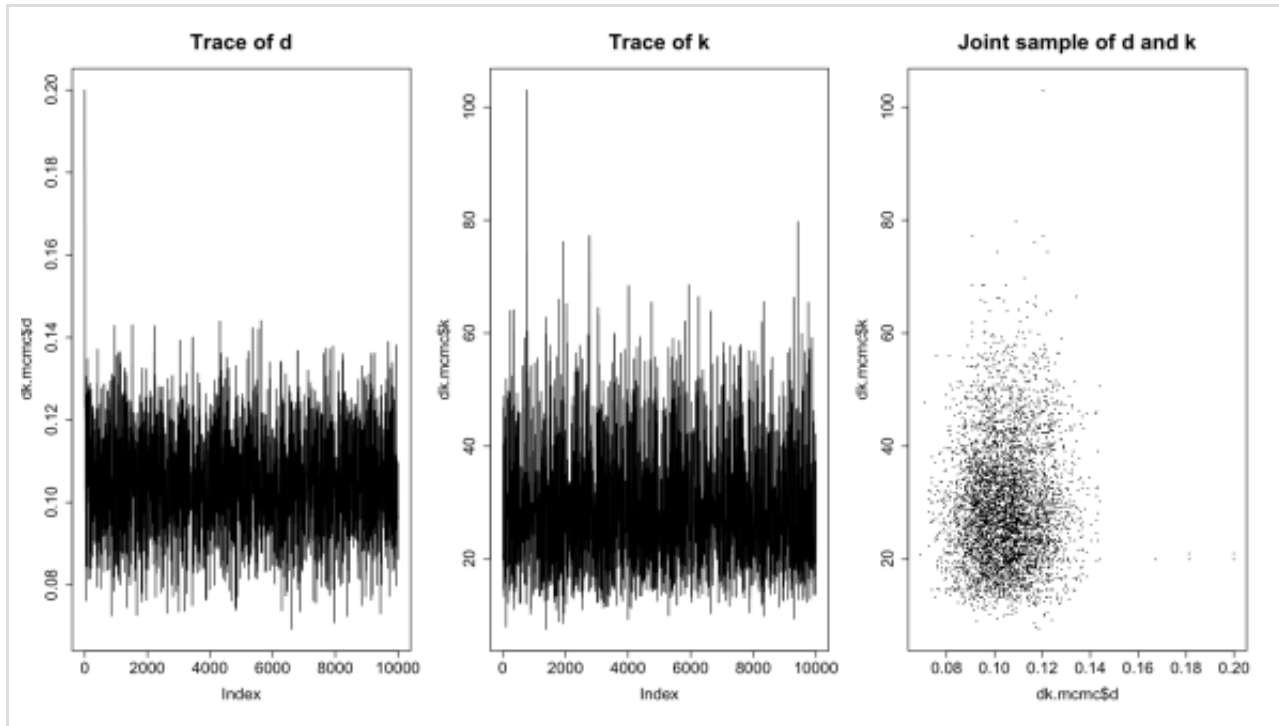 Trace of d
dk.mcmc$d
0.20
0.18
0.16
0.14
0.12
0.10
0.08
0 2000 4000 6000 8000 10000
Index
Trace of k
dk.mcmc$k
100
80
60
40
20
0 2000 4000 6000 8000 10000
Index
Joint sample of d and k
dk.mcmc$k
100
80
60
40
20
0.08 0.10 0.12 0.14 0.16 0.18 0.20
dk.mcmc$d